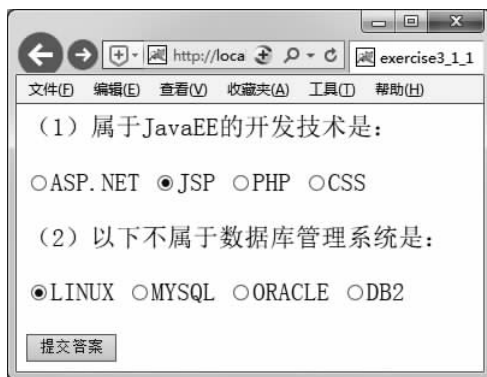 http://loca
exercise3_1_1
文件(F) 编辑(E) 查看(V) 收藏夹(A) 工具(T) 帮助(H)
（1）属于JavaEE的开发技术是：
○ASP.NET ◉JSP ○PHP ○CSS
（2）以下不属于数据库管理系统是：
◉LINUX ○MYSQL ○ORACLE ○DB2
提交答案